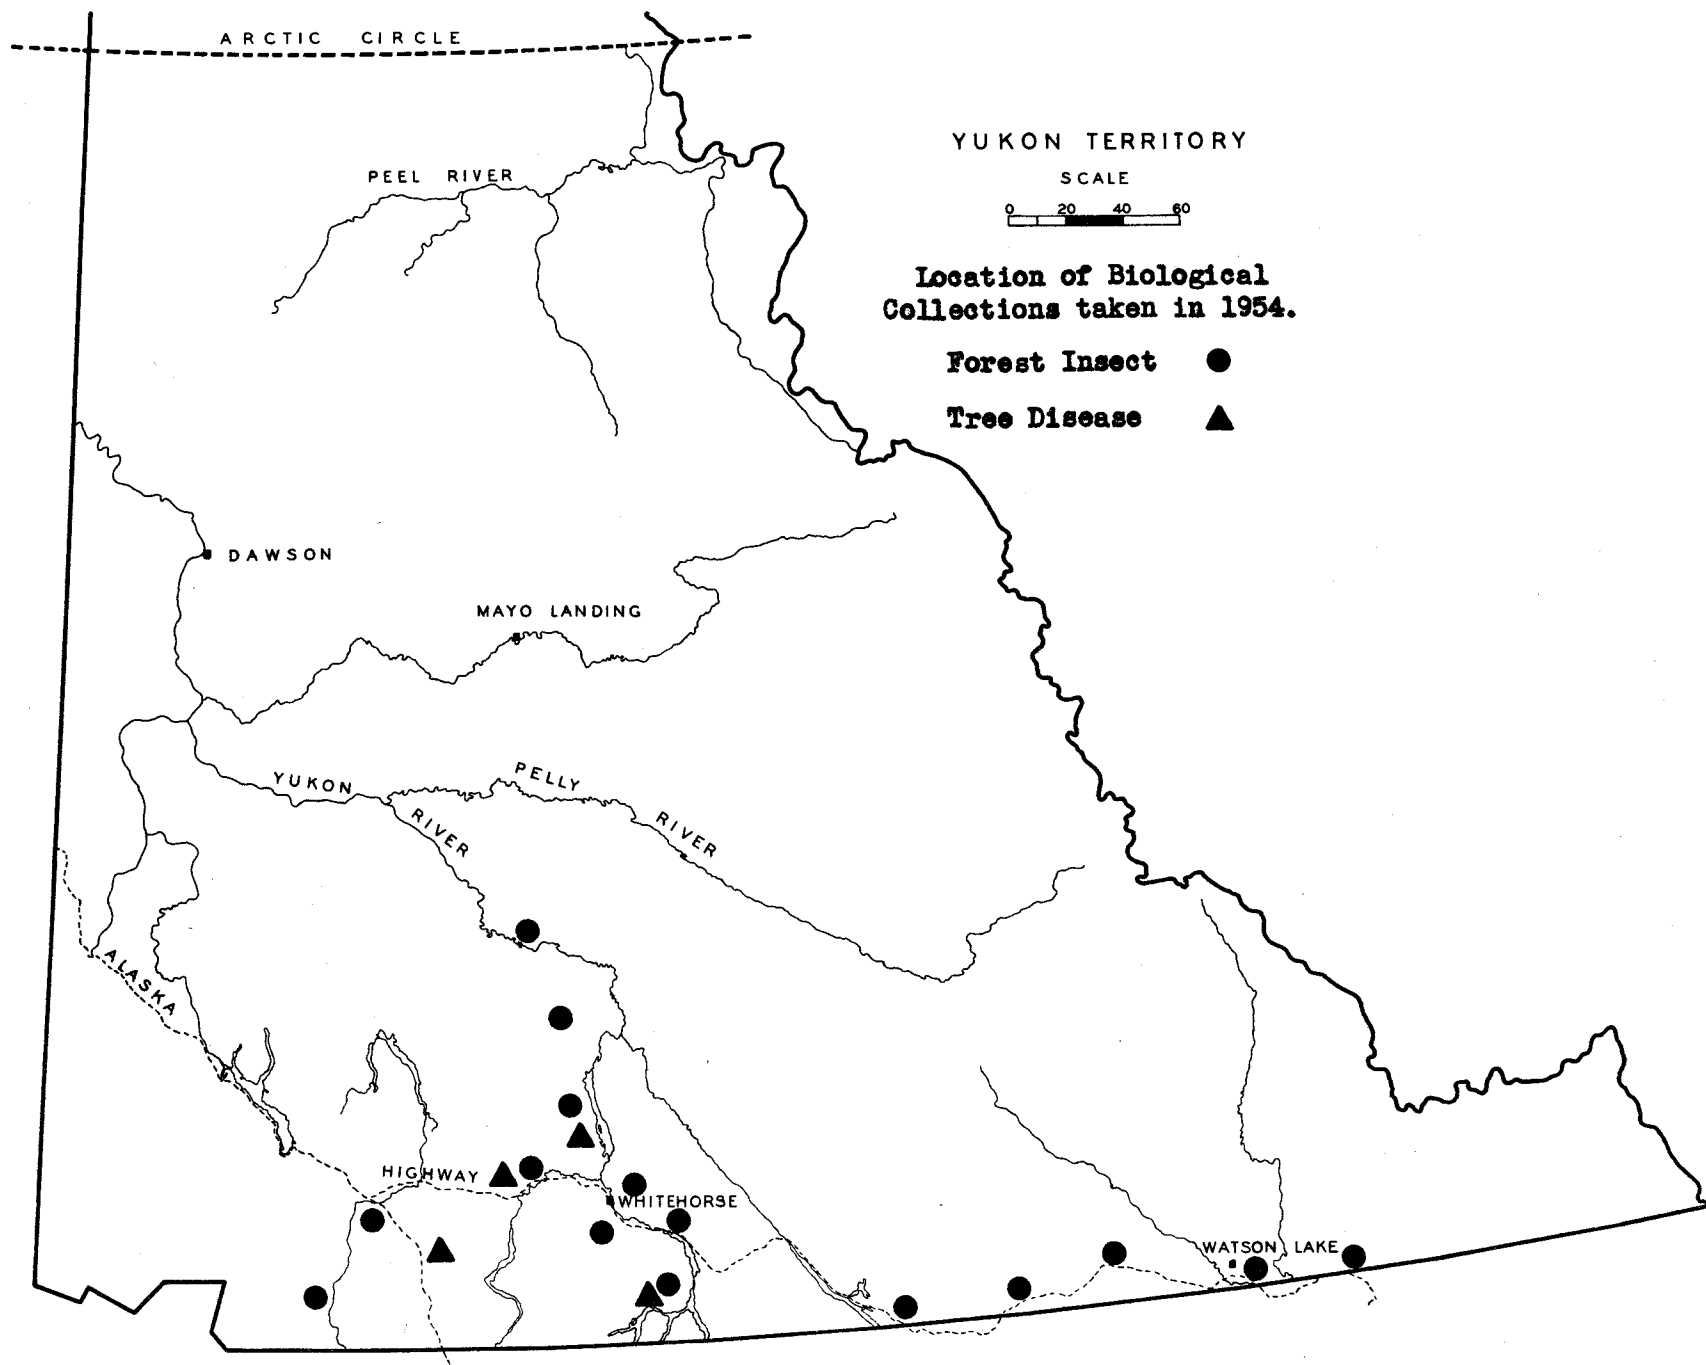 ARCTIC CIRCLE
YUKON TERRITORY
SCALE
0 20 40 60
Location of Biological
Collections taken in 1954.
Forest Insect
Tree Disease
PEEL RIVER
DAWSON
MAYO LANDING
YUKON RIVER
PELLY RIVER
ALASKA HIGHWAY
WHITEHORSE
WATSON LAKE